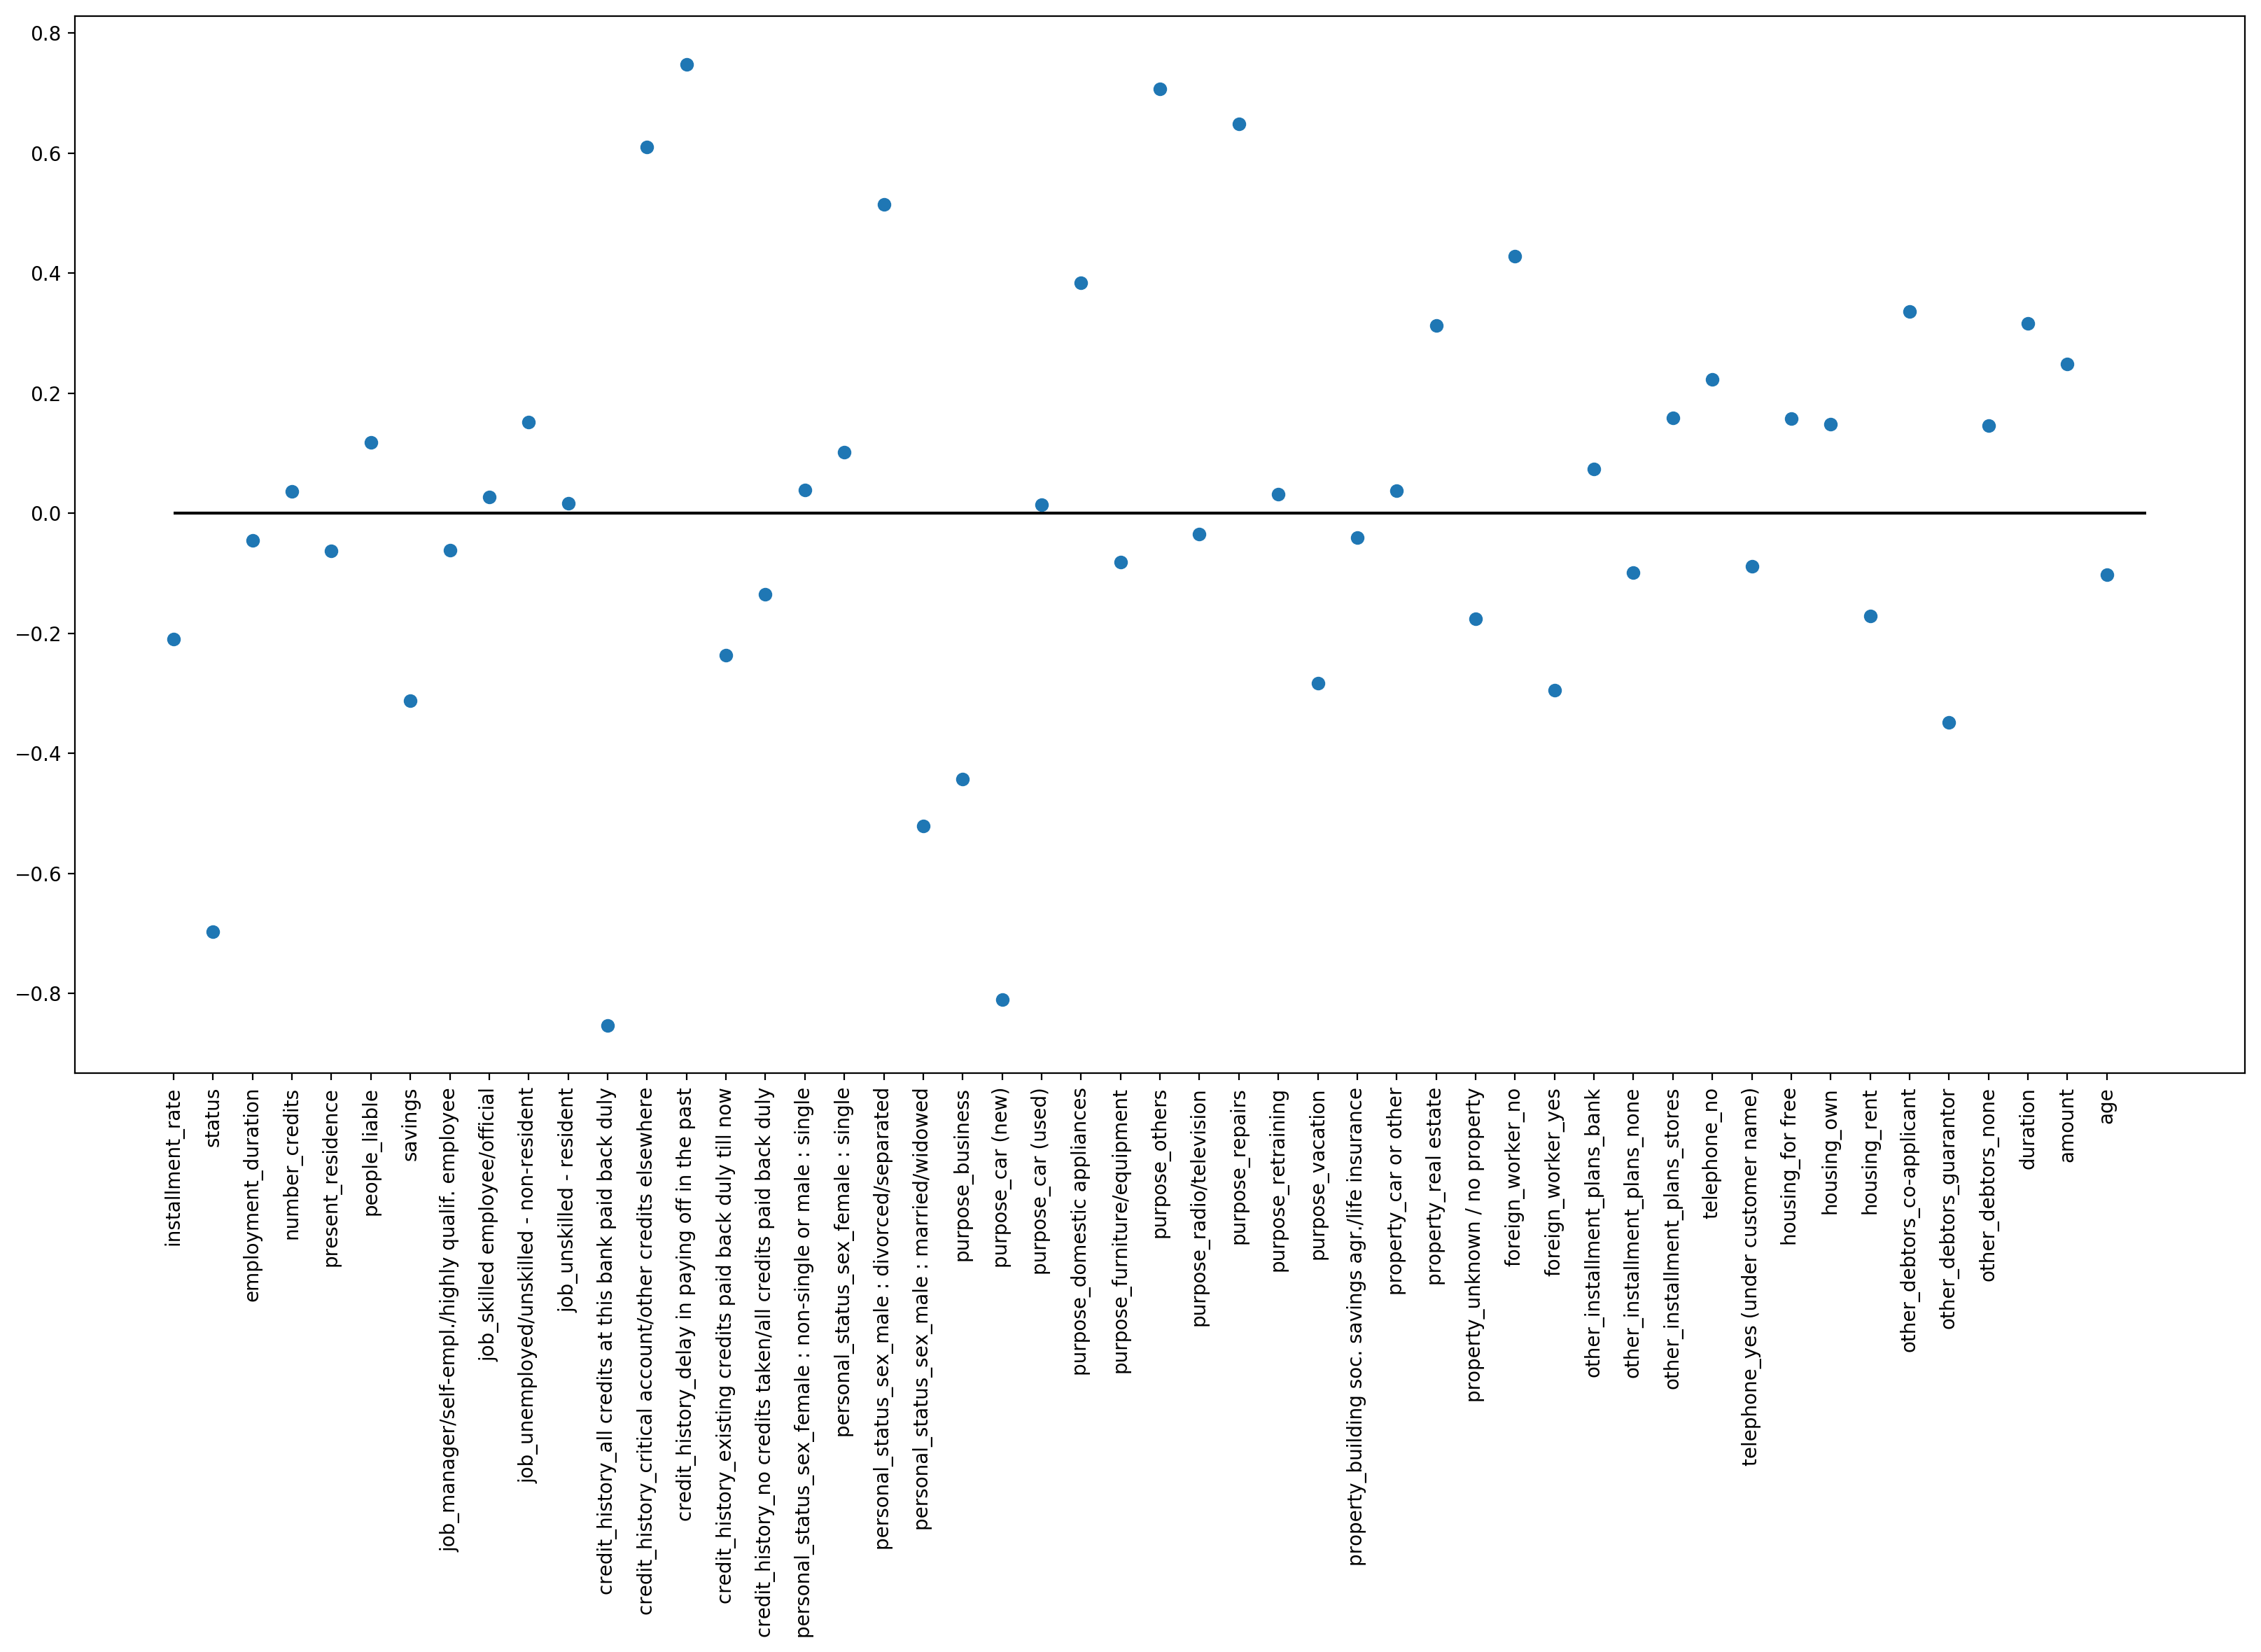 0.8
0.6
0.4
0.2
0.0
−0.2
−0.4
−0.6
−0.8
installment_rate
status
employment_duration
number_credits
present_residence
people_liable
savings
job_manager/self-empl./highly qualif. employee
job_skilled employee/official
job_unemployed/unskilled - non-resident
job_unskilled - resident
credit_history_all credits at this bank paid back duly
credit_history_critical account/other credits elsewhere
credit_history_delay in paying off in the past
credit_history_existing credits paid back duly till now
credit_history_no credits taken/all credits paid back duly
personal_status_sex_female : non-single or male : single
personal_status_sex_female : single
personal_status_sex_male : divorced/separated
personal_status_sex_male : married/widowed
purpose_business
purpose_car (new)
purpose_car (used)
purpose_domestic appliances
purpose_furniture/equipment
purpose_others
purpose_radio/television
purpose_repairs
purpose_retraining
purpose_vacation
property_building soc. savings agr./life insurance
property_car or other
property_real estate
property_unknown / no property
foreign_worker_no
foreign_worker_yes
other_installment_plans_bank
other_installment_plans_none
other_installment_plans_stores
telephone_no
telephone_yes (under customer name)
housing_for free
housing_own
housing_rent
other_debtors_co-applicant
other_debtors_guarantor
other_debtors_none
duration
amount
age